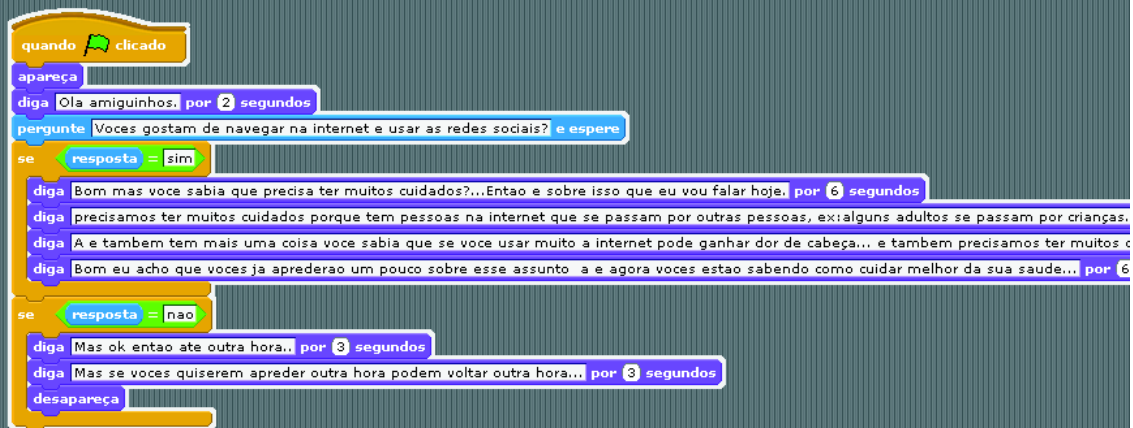 quando clicado
apareça
diga Ola amiguinhos. por 2 segundos
pergunte Voces gostam de navegar na internet e usar as redes sociais? e espere
se resposta = sim
diga Bom mas voce sabia que precisa ter muitos cuidados?...Entao e sobre isso que eu vou falar hoje. por 6 segundos
diga precisamos ter muitos cuidados porque tem pessoas na internet que se passam por outras pessoas, ex:alguns adultos se passam por crianças.
diga A e tambem tem mais uma coisa voce sabia que se voce usar muito a internet pode ganhar dor de cabeça... e tambem precisamos ter muitos
diga Bom eu acho que voces ja aprederao um pouco sobre esse assunto a e agora voces estao sabendo como cuidar melhor da sua saude... por 6
se resposta = nao
diga Mas ok entao ate outra hora.. por 3 segundos
diga Mas se voces quiserem apreder outra hora podem voltar outra hora... por 3 segundos
desapareça